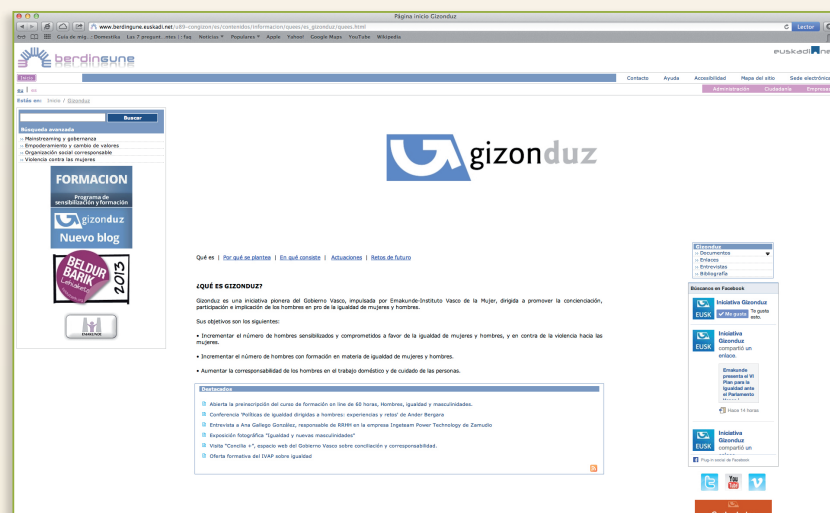 Página inicio Gizonduz
www.berdingune.euskadi.net/u89-congizon/es/contenidos/informacion/quees/es_gizonduz/quees.html
Lector
Guía de mig...: Domestika Las 7 pregunt...ntes ::: faq Noticias Populares Apple Yahoo! Google Maps YouTube Wikipedia
berdingune
euskadi.net
Inicio
Contacto Ayuda Accesibilidad Mapa del sitio Sede electrónica
es | eu
Administración Ciudadanía Empresas
Estás en: Inicio / Gizonduz
Buscar
Búsqueda avanzada
Mainstreaming y gobernanza
Empoderamiento y cambio de valores
Organización social corresponsable
Violencia contra las mujeres
FORMACION
Programa de
sensibilización y formación
gizonduz
Nuevo blog
BELDUR
BARIK
Lehiaketa
2013
EMAKUNDE
gizonduz
Qué es | Por qué se plantea | En qué consiste | Actuaciones | Retos de futuro
¿QUÉ ES GIZONDUZ?
Gizonduz es una iniciativa pionera del Gobierno Vasco, impulsada por Emakunde-Instituto Vasco de la Mujer, dirigida a promover la concienciación,
participación e implicación de los hombres en pro de la igualdad de mujeres y hombres.
Sus objetivos son los siguientes:
• Incrementar el número de hombres sensibilizados y comprometidos a favor de la igualdad de mujeres y hombres, y en contra de la violencia hacia las
mujeres.
• Incrementar el número de hombres con formación en materia de igualdad de mujeres y hombres.
• Aumentar la corresponsabilidad de los hombres en el trabajo doméstico y de cuidado de las personas.
Destacados
Abierta la preinscripción del curso de formación en line de 60 horas, Hombres, igualdad y masculinidades.
Conferencia 'Políticas de igualdad dirigidas a hombres: experiencias y retos' de Ander Bergara
Entrevista a Ana Gallego González, responsable de RRHH en la empresa Ingeteam Power Technology de Zamudio
Exposición fotográfica "Igualdad y nuevas masculinidades"
Visita "Concilia +", espacio web del Gobierno Vasco sobre conciliación y corresponsabilidad.
Oferta formativa del IVAP sobre igualdad
Gizonduz
Documentos
Enlaces
Entrevistas
Bibliografía
Búscanos en Facebook
EUSK
Iniciativa Gizonduz
Me gusta
Te gusta
esto.
EUSK
Iniciativa
Gizonduz
compartió un
enlace.
Emakunde
presenta el VI
Plan para la
igualdad ante
el Parlamento
Hace 14 horas
EUSK
Iniciativa
Gizonduz
compartió un
Plug-in social de Facebook
You
Tube